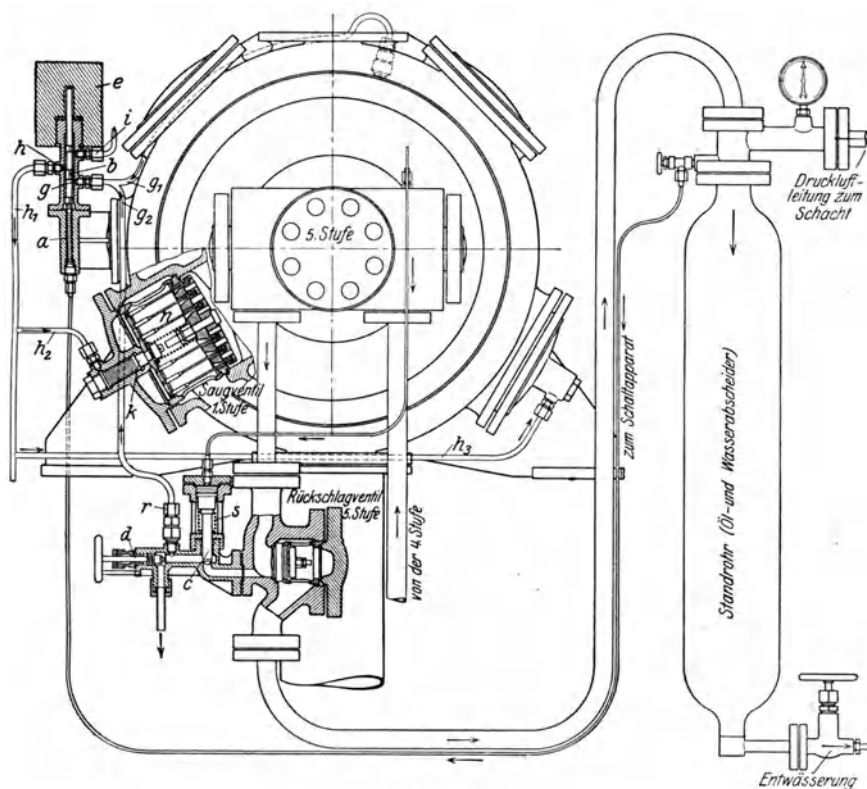 e
i
h
b
g
g₁
h₁
g₂
a
Druckluft-
leitung zum
Schacht
5. Stufe
n
h₂
Saugventil
1. Stufe
k
zum Schaltapparat
Standrohr (Öl- und Wasserabscheider)
h₃
r
s
Rückschlagventil
5. Stufe
von der 4. Stufe
d
c
Entwässerung